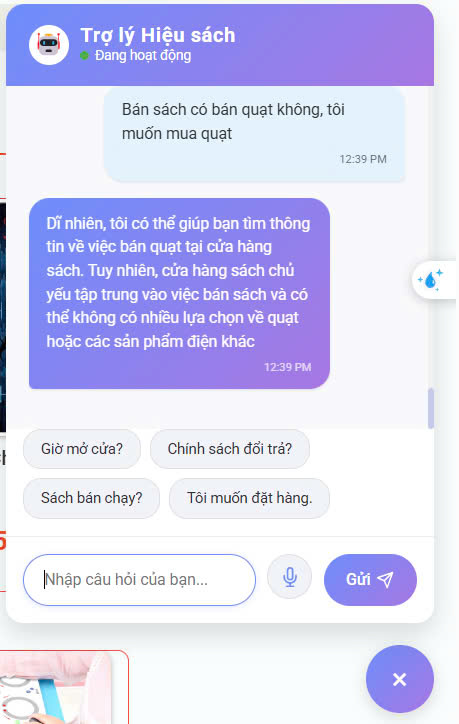 Trợ lý Hiệu sách
Đang hoạt động
Bán sách có bán quạt không, tôi
muốn mua quạt
12:39 PM
Dĩ nhiên, tôi có thể giúp bạn tìm thông
tin về việc bán quạt tại cửa hàng
sách. Tuy nhiên, cửa hàng sách chủ
yếu tập trung vào việc bán sách và có
thể không có nhiều lựa chọn về quạt
hoặc các sản phẩm điện khác
12:39 PM
Giờ mở cửa?
Chính sách đổi trả?
Sách bán chạy?
Tôi muốn đặt hàng.
Nhập câu hỏi của bạn...
Gửi